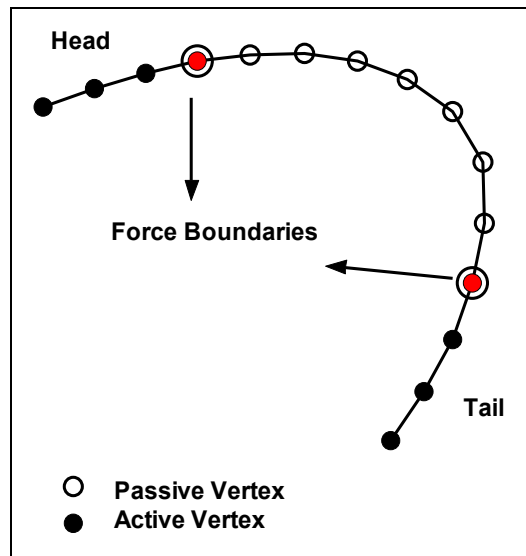 Head
Force Boundaries
Tail
Passive Vertex
Active Vertex